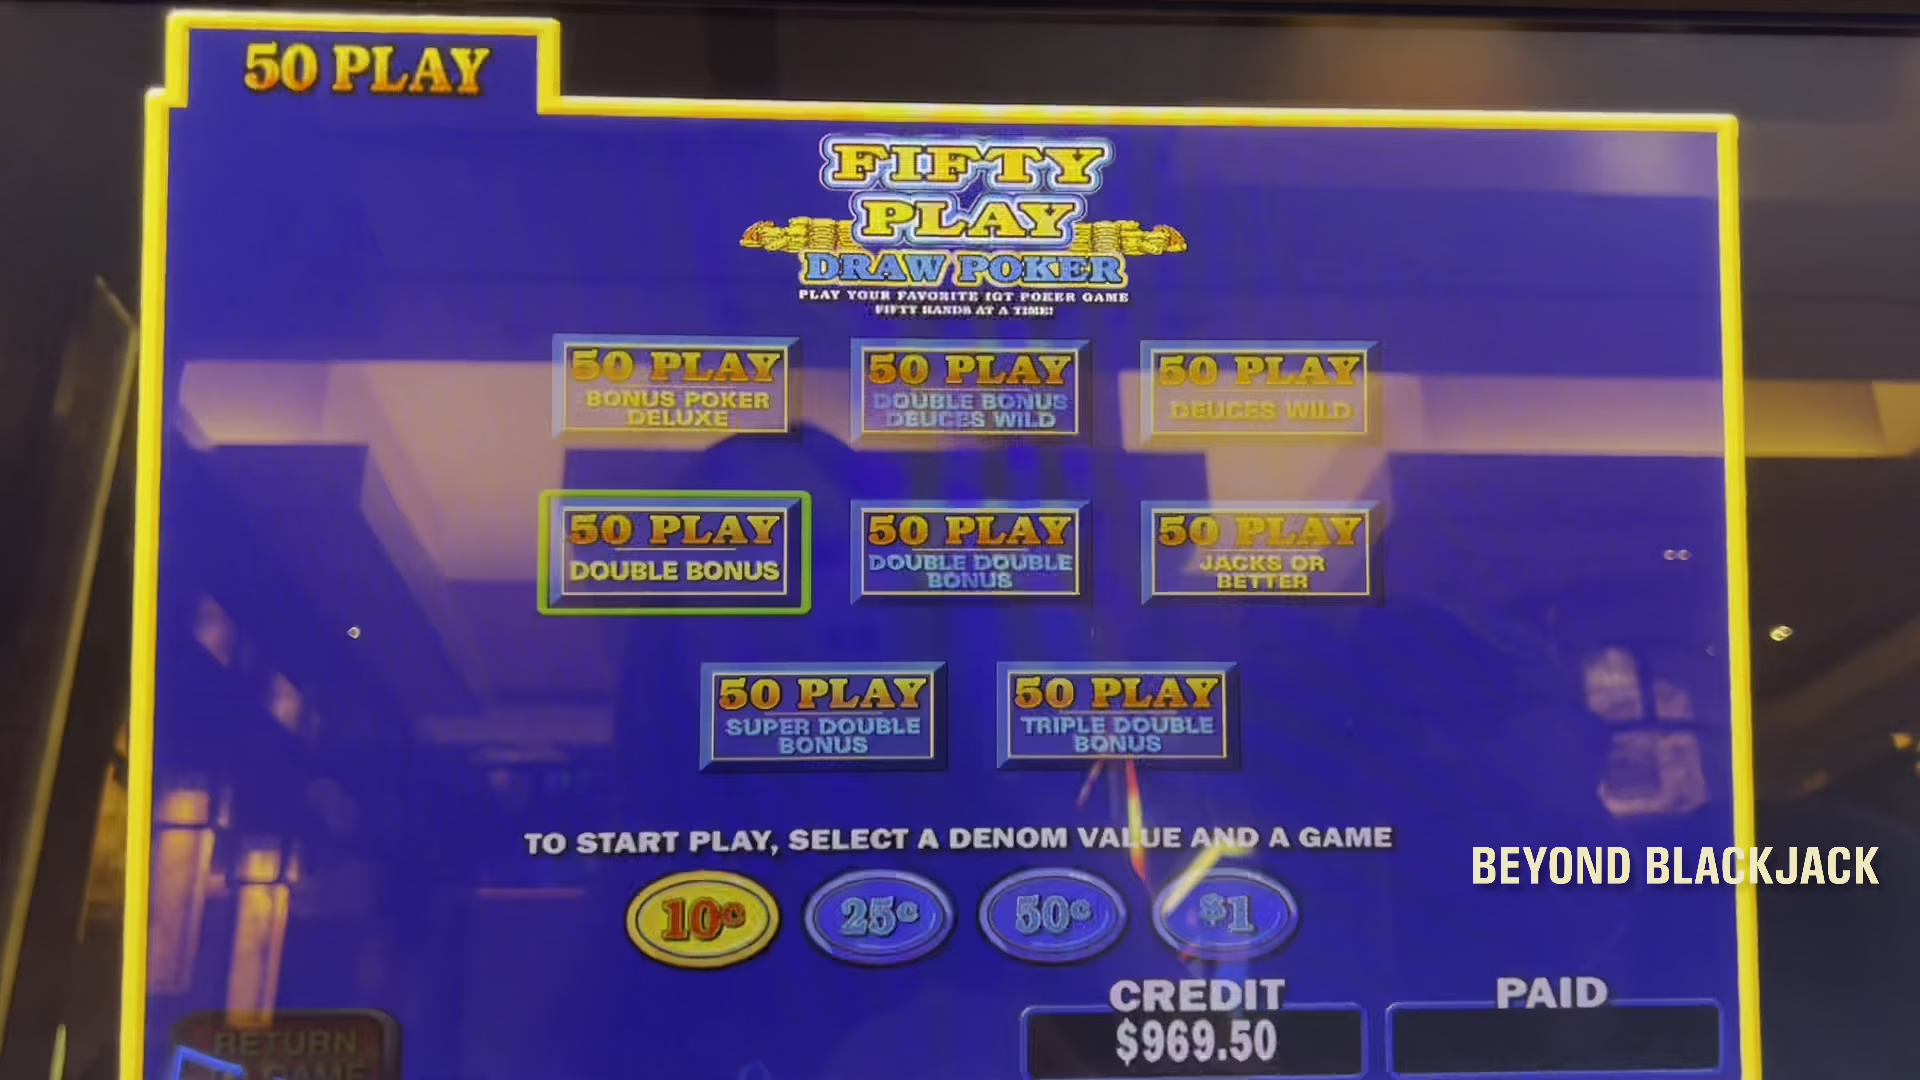 50 PLAY
FIFTY
PLAY
DRAW POKER
PLAY YOUR FAVORITE IGT POKER GAME
FIFTY HANDS AT A TIME!
50 PLAY
BONUS POKER
DELUXE
50 PLAY
DOUBLE BONUS
DEUCES WILD
50 PLAY
DEUCES WILD
50 PLAY
DOUBLE BONUS
50 PLAY
DOUBLE DOUBLE
BONUS
50 PLAY
JACKS OR
BETTER
50 PLAY
SUPER DOUBLE
BONUS
50 PLAY
TRIPLE DOUBLE
BONUS
TO START PLAY, SELECT A DENOM VALUE AND A GAME
BEYOND BLACKJACK
10¢
25¢
50¢
$1
CREDIT
$969.50
PAID
RETURN
TO GAME